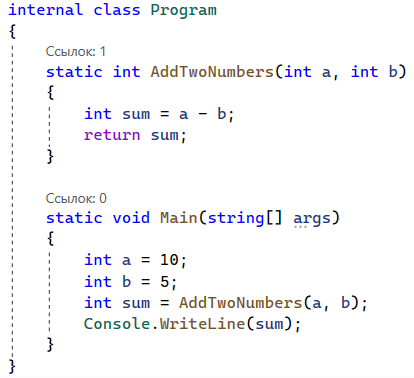 internal class Program
{
Ссылок: 1
static int AddTwoNumbers(int a, int b)
{
int sum = a - b;
return sum;
}
Ссылок: 0
static void Main(string[] args)
{
int a = 10;
int b = 5;
int sum = AddTwoNumbers(a, b);
Console.WriteLine(sum);
}
}